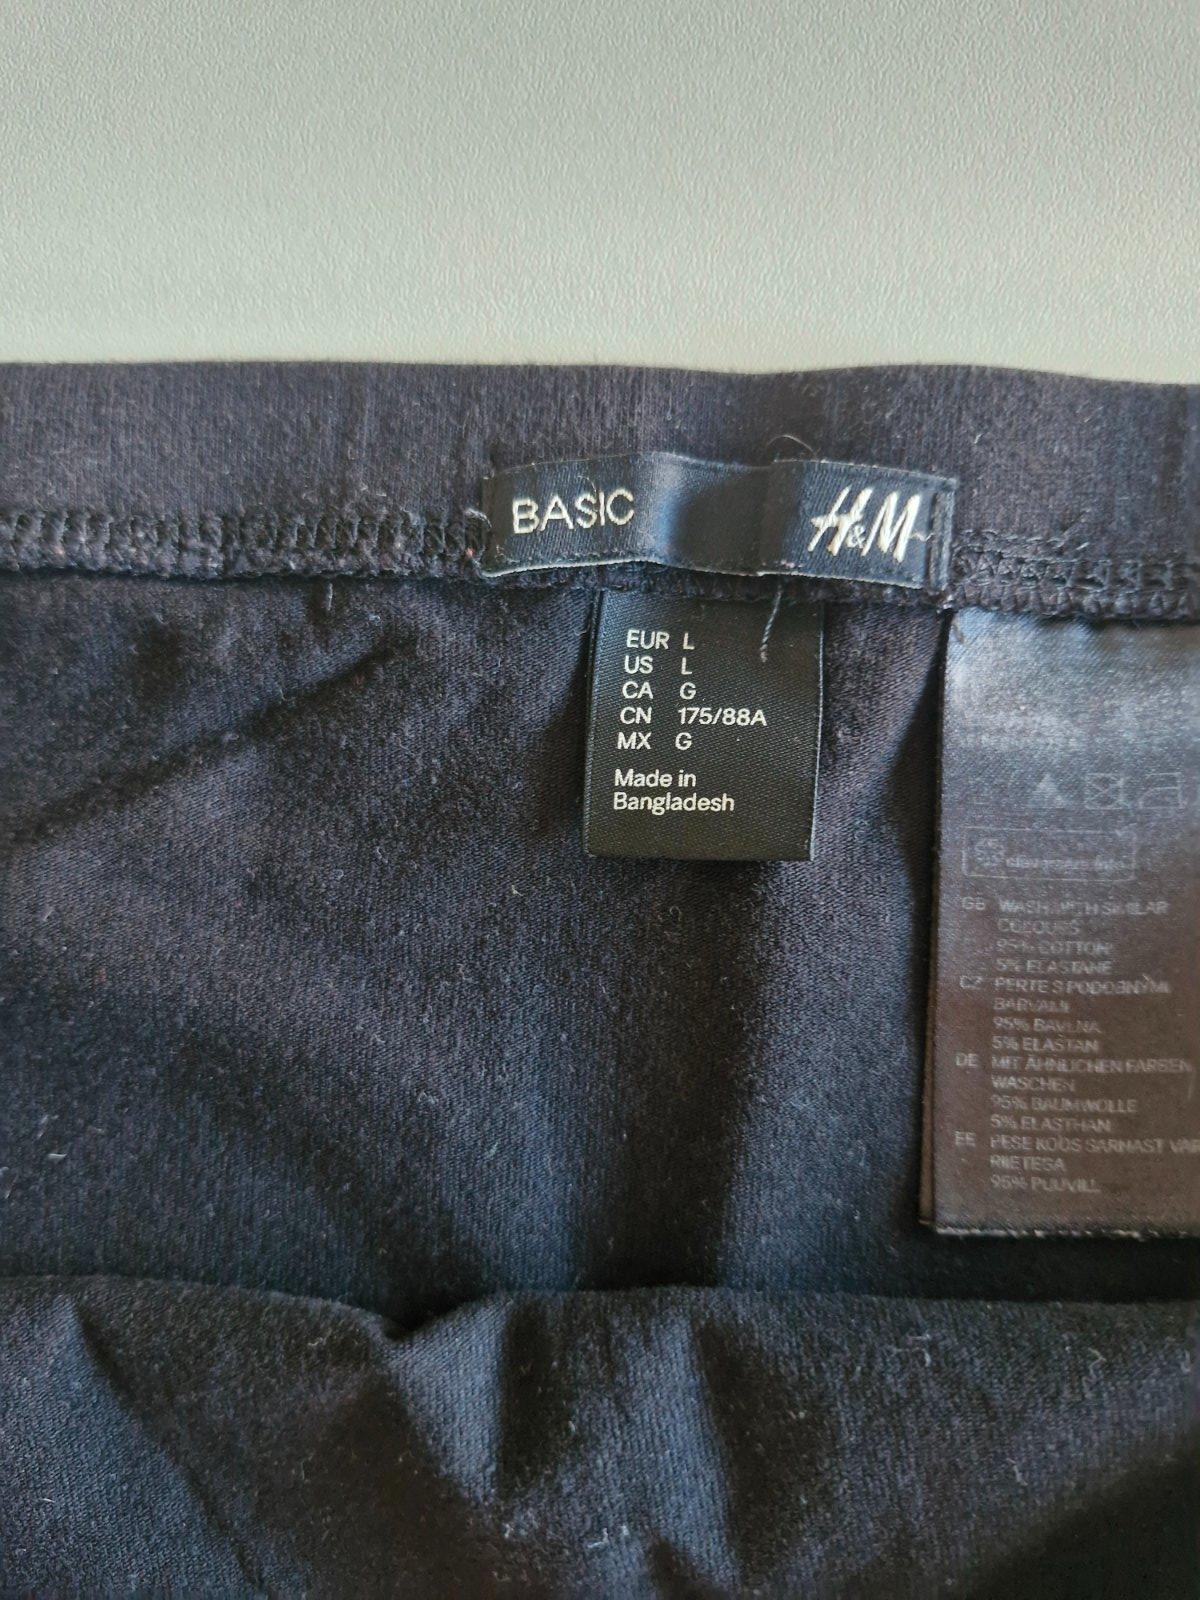 BASIC H&M
EUR L
US L
CA G
CN 175/88A
MX G
Made in
Bangladesh
GB WASH WITH SIMILAR
COLOURS
95% COTTON
5% ELASTANE
CZ PERTE S PODOBNÝMI
BARVAMI
95% BAVLNA
5% ELASTAN
DE MIT ÄHNLICHEN FARBEN
WASCHEN
95% BAUMWOLLE
5% ELASTHAN
EE PESE KOOS SARNAST
RIIETEGA
95% PUUVILL